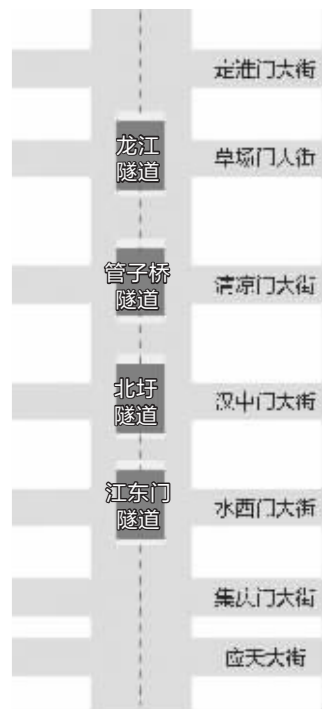 定淮门大街
龙江
隧道
草场门大街
管子桥
隧道
清凉门大街
北圩
隧道
汉中门大街
江东门
隧道
水西门大街
集庆门大街
应天大街